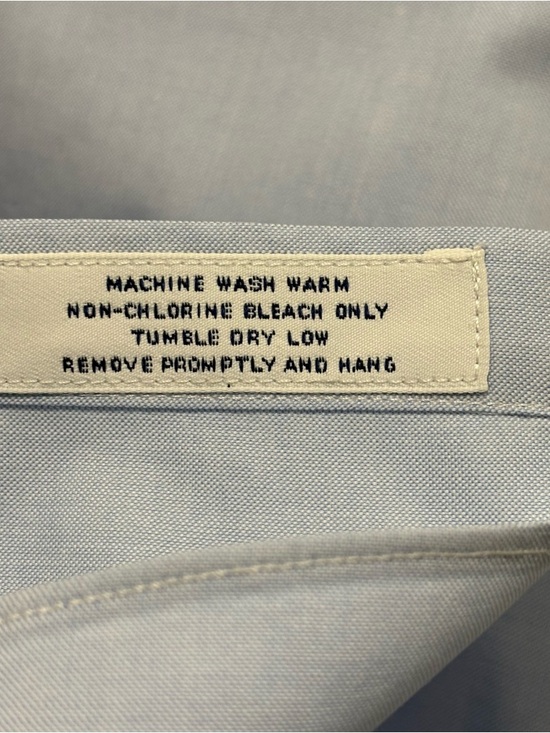 MACHINE WASH WARM
NON-CHLORINE BLEACH ONLY
TUMBLE DRY LOW
REMOVE PROMPTLY AND HANG